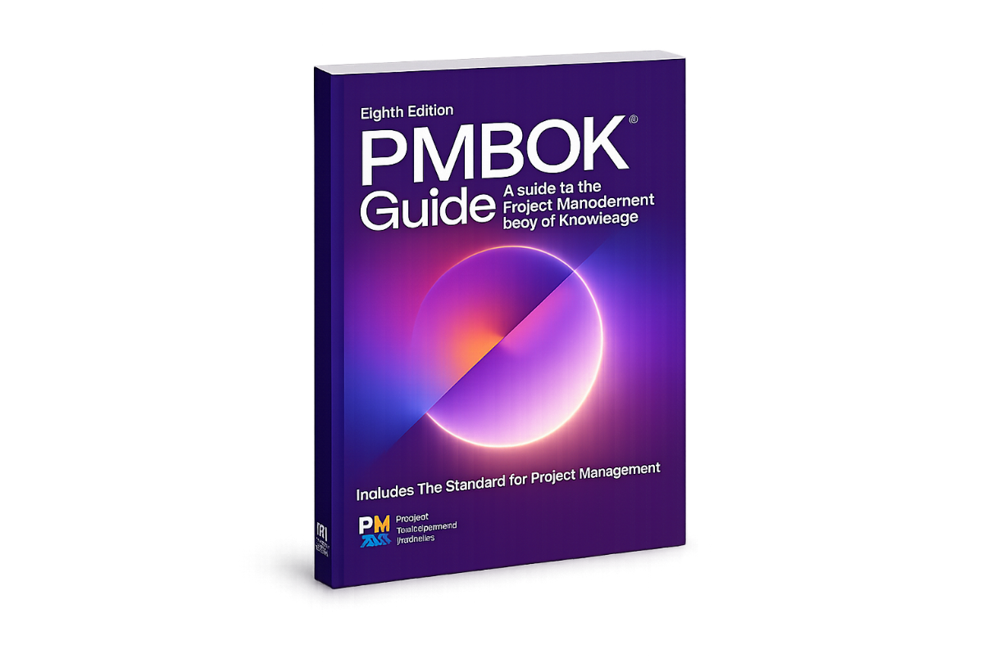 Eighth Edition
PMBOK®
Guide
A suide ta the
Froject Manodernent
beoy of Knowieage
Inaludes The Standard for Project Management
PM
Proojeot